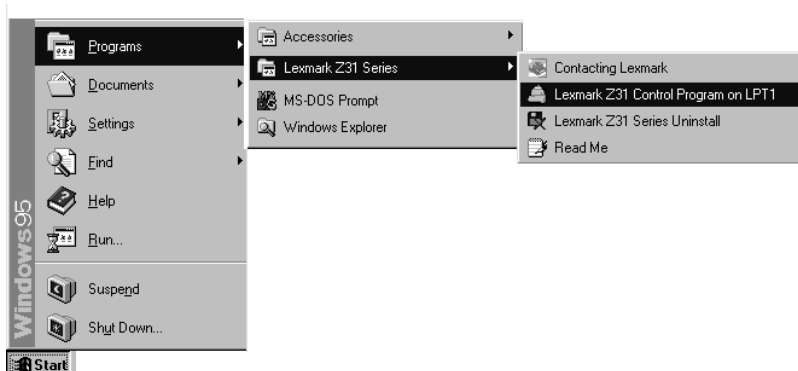 Programs
Documents
Settings
Find
Help
Run...
Suspend
Shut Down...
Windows95
Start
Accessories
Lexmark Z31 Series
MS-DOS Prompt
Windows Explorer
Contacting Lexmark
Lexmark Z31 Control Program on LPT1
Lexmark Z31 Series Uninstall
Read Me